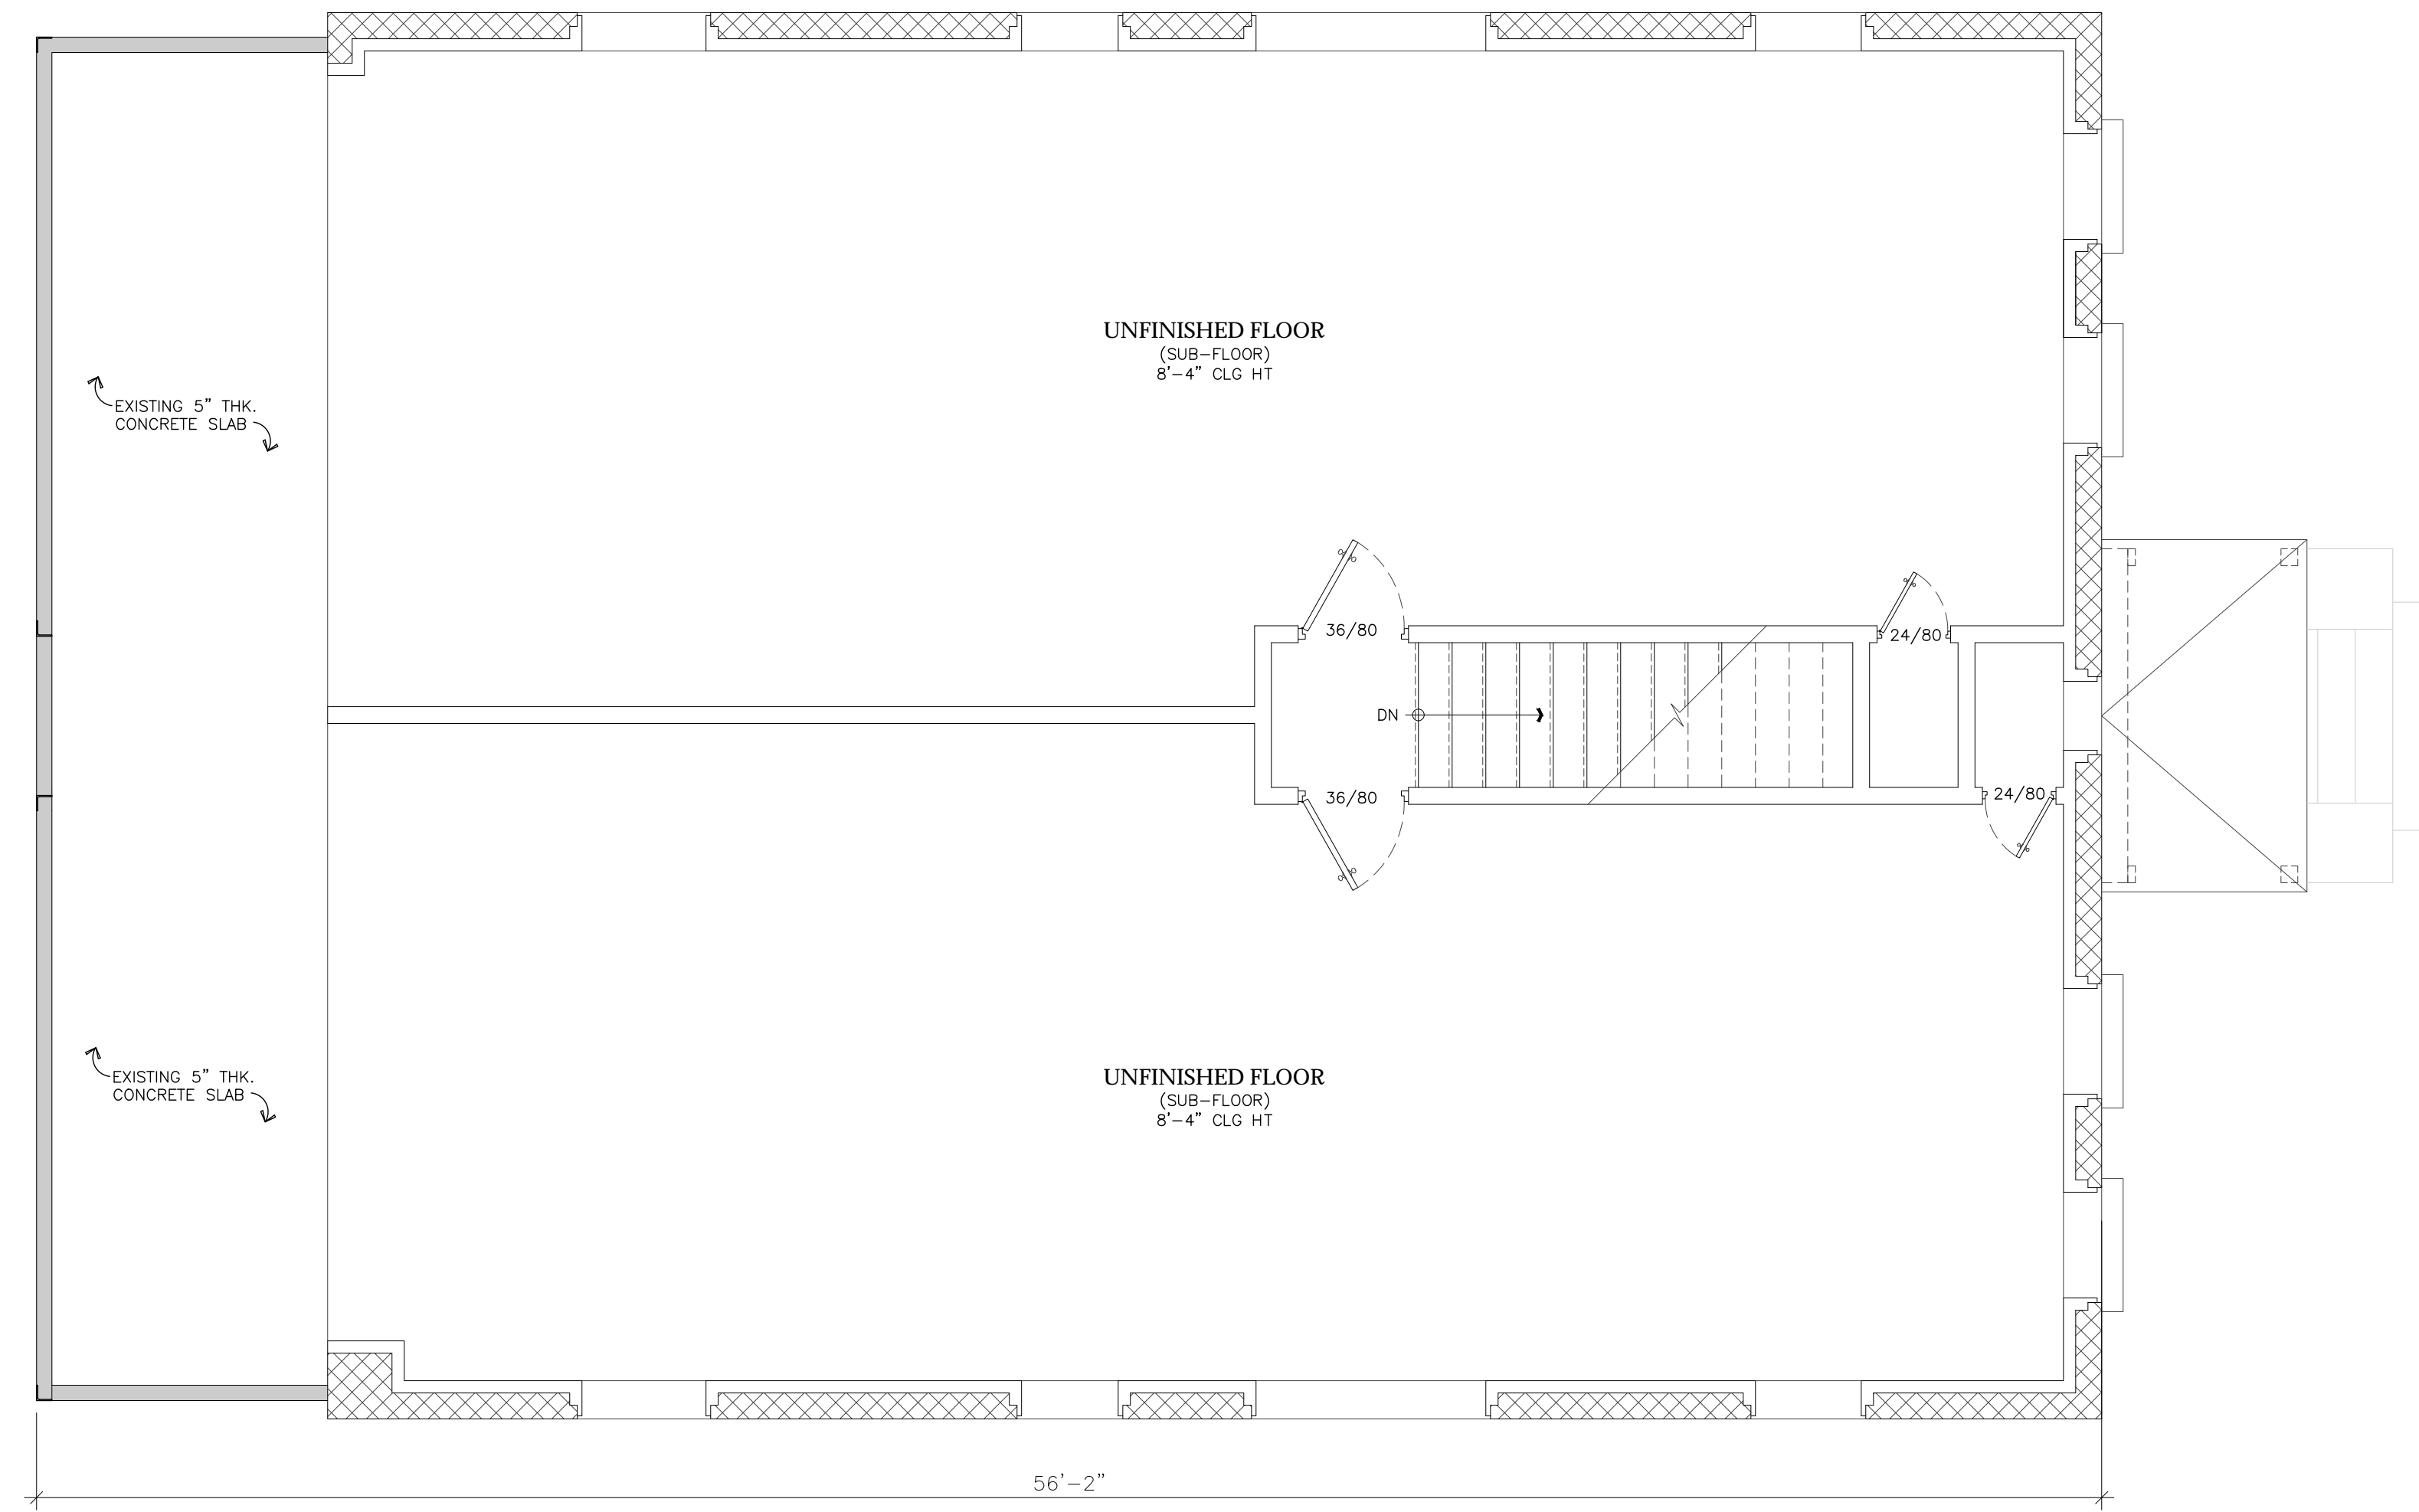 UNFINISHED FLOOR
(SUB-FLOOR)
8'-4" CLG HT
EXISTING 5" THK.
CONCRETE SLAB
36/80
24/80
DN
36/80
24/80
UNFINISHED FLOOR
(SUB-FLOOR)
8'-4" CLG HT
EXISTING 5" THK.
CONCRETE SLAB
56'-2"